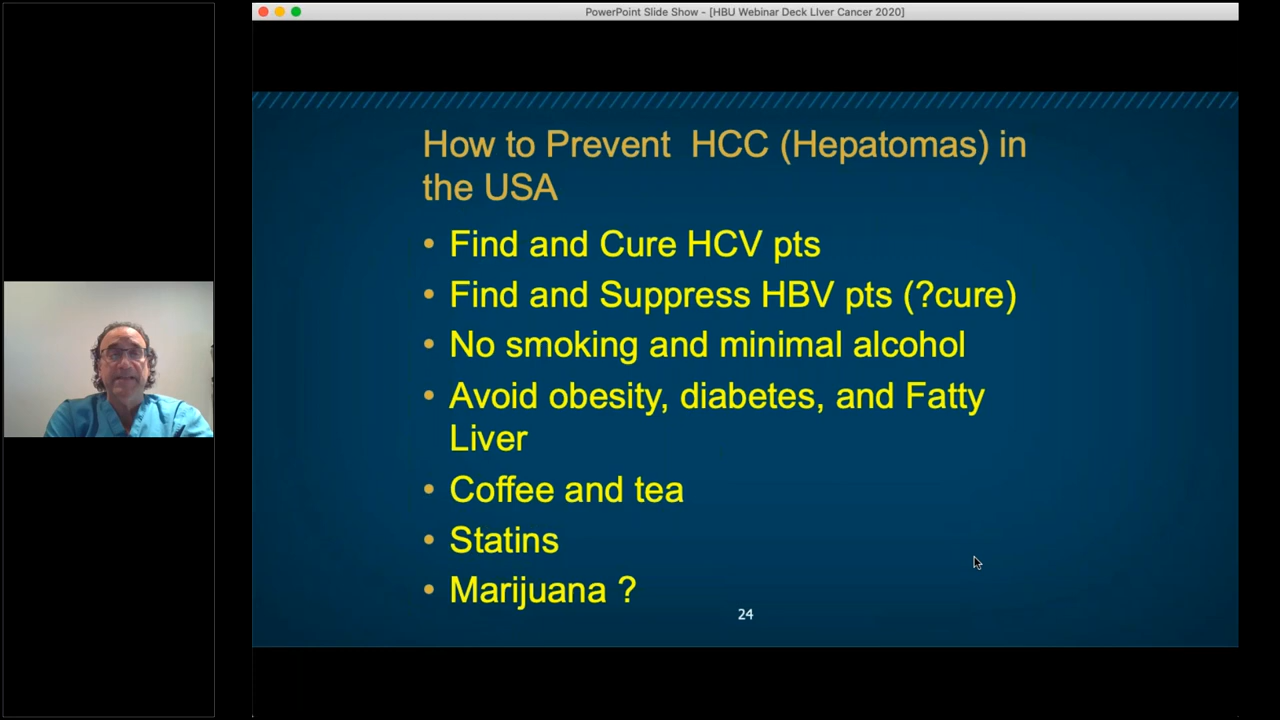 PowerPoint Slide Show - [HBU Webinar Deck LIver Cancer 2020]
How to Prevent HCC (Hepatomas) in
the USA
• Find and Cure HCV pts
• Find and Suppress HBV pts (?cure)
• No smoking and minimal alcohol
• Avoid obesity, diabetes, and Fatty
Liver
• Coffee and tea
• Statins
• Marijuana ?
24